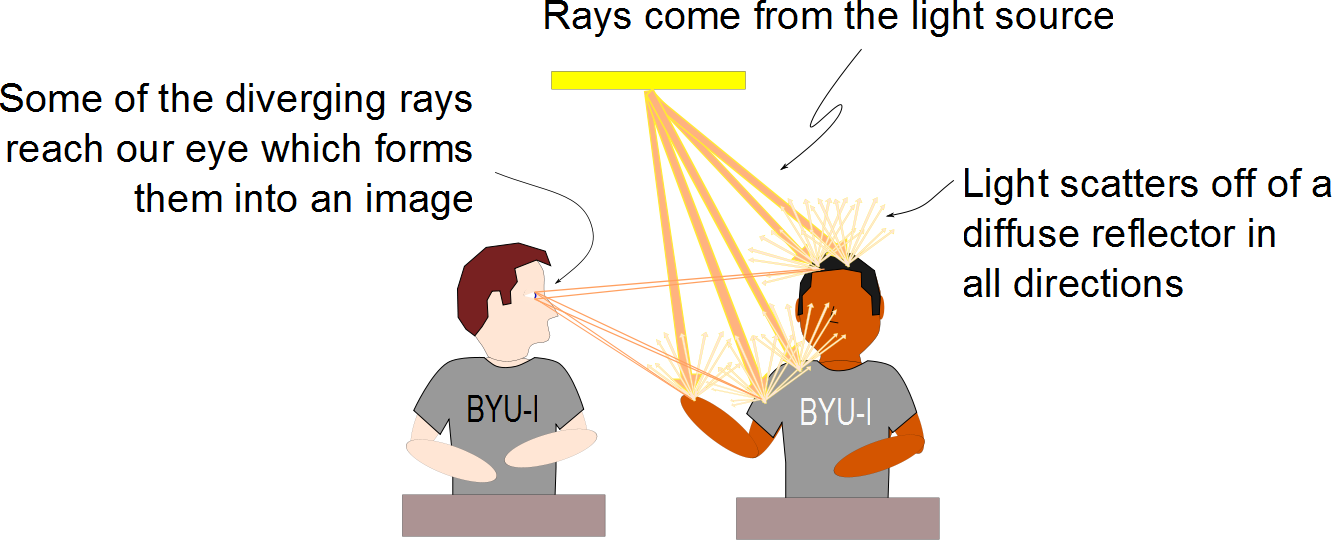 Rays come from the light source
Some of the diverging rays
reach our eye which forms
them into an image
Light scatters off of a
diffuse reflector in
all directions
BYU-I
BYU-I